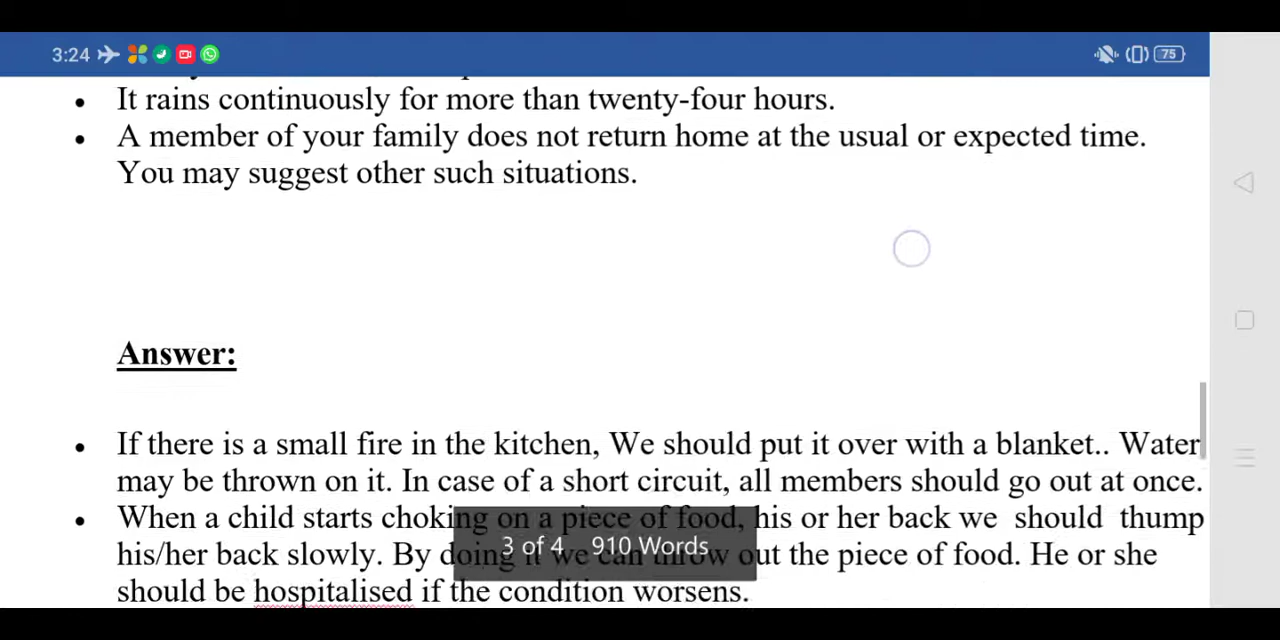 3:24
75
• It rains continuously for more than twenty-four hours.
• A member of your family does not return home at the usual or expected time.
You may suggest other such situations.
Answer:
• If there is a small fire in the kitchen, We should put it over with a blanket.. Water
may be thrown on it. In case of a short circuit, all members should go out at once.
• When a child starts choking on a piece of food, his or her back we should thump
his/her back slowly. By doing it we can throw out the piece of food. He or she
3 of 4 910 Words
should be hospitalised if the condition worsens.